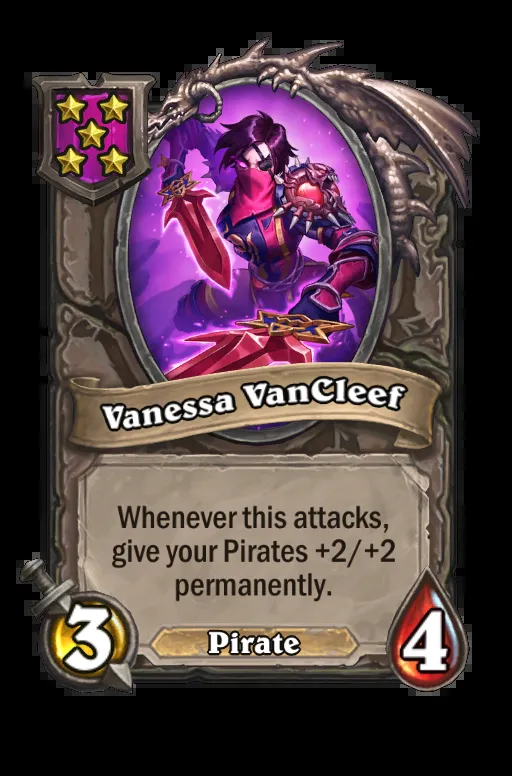 Vanessa VanCleef
Whenever this attacks,
give your Pirates +2/+2
permanently.
3
Pirate
4